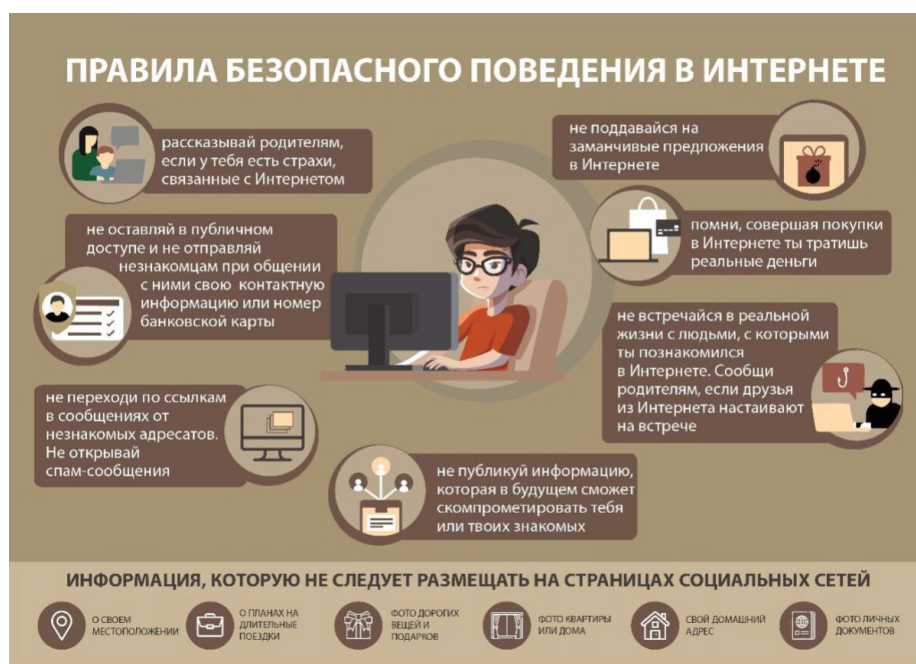 ПРАВИЛА БЕЗОПАСНОГО ПОВЕДЕНИЯ В ИНТЕРНЕТЕ
рассказывай родителям,
если у тебя есть страхи,
связанные с Интернетом
не поддавайся на
заманчивые предложения
в Интернете
не оставляй в публичном
доступе и не отправляй
незнакомцам при общении
с ними свою контактную
информацию или номер
банковской карты
помни, совершая покупки
в Интернете ты тратишь
реальные деньги
не встречайся в реальной
жизни с людьми, с которыми
ты познакомился
в Интернете. Сообщи
родителям, если друзья
из Интернета настаивают
на встрече
не переходи по ссылкам
в сообщениях от
незнакомых адресатов.
Не открывай
спам-сообщения
не публикуй информацию,
которая в будущем сможет
скомпрометировать тебя
или твоих знакомых
ИНФОРМАЦИЯ, КОТОРУЮ НЕ СЛЕДУЕТ РАЗМЕЩАТЬ НА СТРАНИЦАХ СОЦИАЛЬНЫХ СЕТЕЙ
О СВОЕМ
МЕСТОПОЛОЖЕНИИ
О ПЛАНАХ НА
ДЛИТЕЛЬНЫЕ
ПОЕЗДКИ
ФОТО ДОРОГИХ
ВЕЩЕЙ И
ПОДАРКОВ
ФОТО КВАРТИРЫ
ИЛИ ДОМА
СВОЙ ДОМАШНИЙ
АДРЕС
ФОТО ЛИЧНЫХ
ДОКУМЕНТОВ